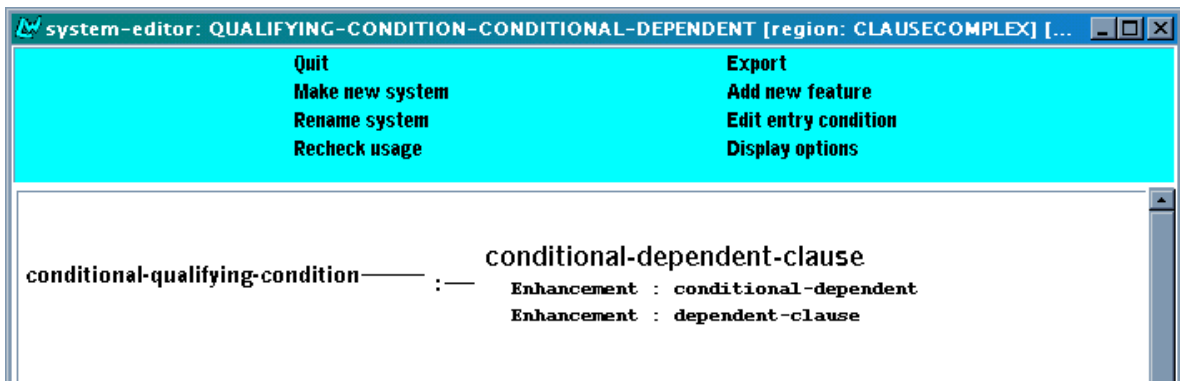 system-editor: QUALIFYING-CONDITION-CONDITIONAL-DEPENDENT [region: CLAUSECOMPLEX] [...
Quit Export
Make new system Add new feature
Rename system Edit entry condition
Recheck usage Display options
conditional-dependent-clause
conditional-qualifying-condition :
Enhancement : conditional-dependent
Enhancement : dependent-clause